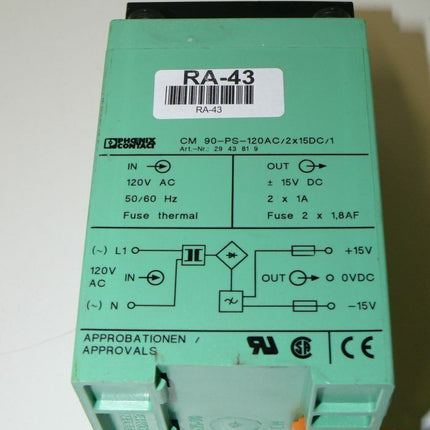 RA-43
RA-43
PHOENIX
CONTACT
CM 90-PS-120AC/2x15DC/1
Art.-Nr.: 29 43 81 9
IN
120V AC
50/60 Hz
Fuse thermal
OUT
± 15V DC
2 x 1A
Fuse 2 x 1,8AF
(~) L1
+15V
120V
AC
IN
OUT
0VDC
(~) N
-15V
APPROBATIONEN /
APPROVALS